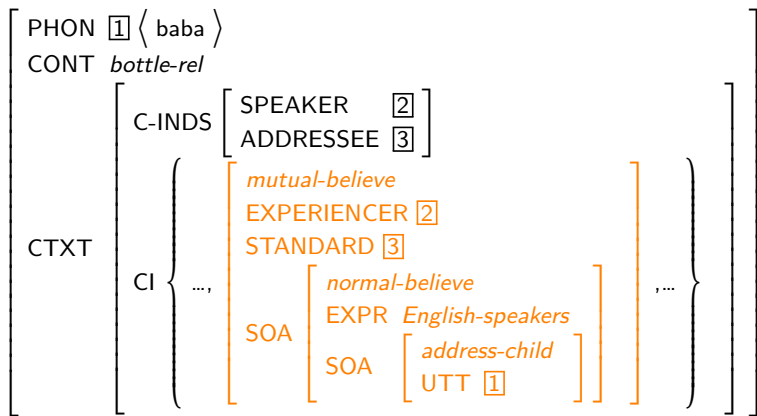 PHON 1 ⟨ baba ⟩
CONT bottle-rel
C-INDS SPEAKER 2
ADDRESSEE 3
mutual-believe
EXPERIENCER 2
STANDARD 3
CTXT
CI { ..., normal-believe ,... }
EXPR English-speakers
SOA
SOA address-child
UTT 1